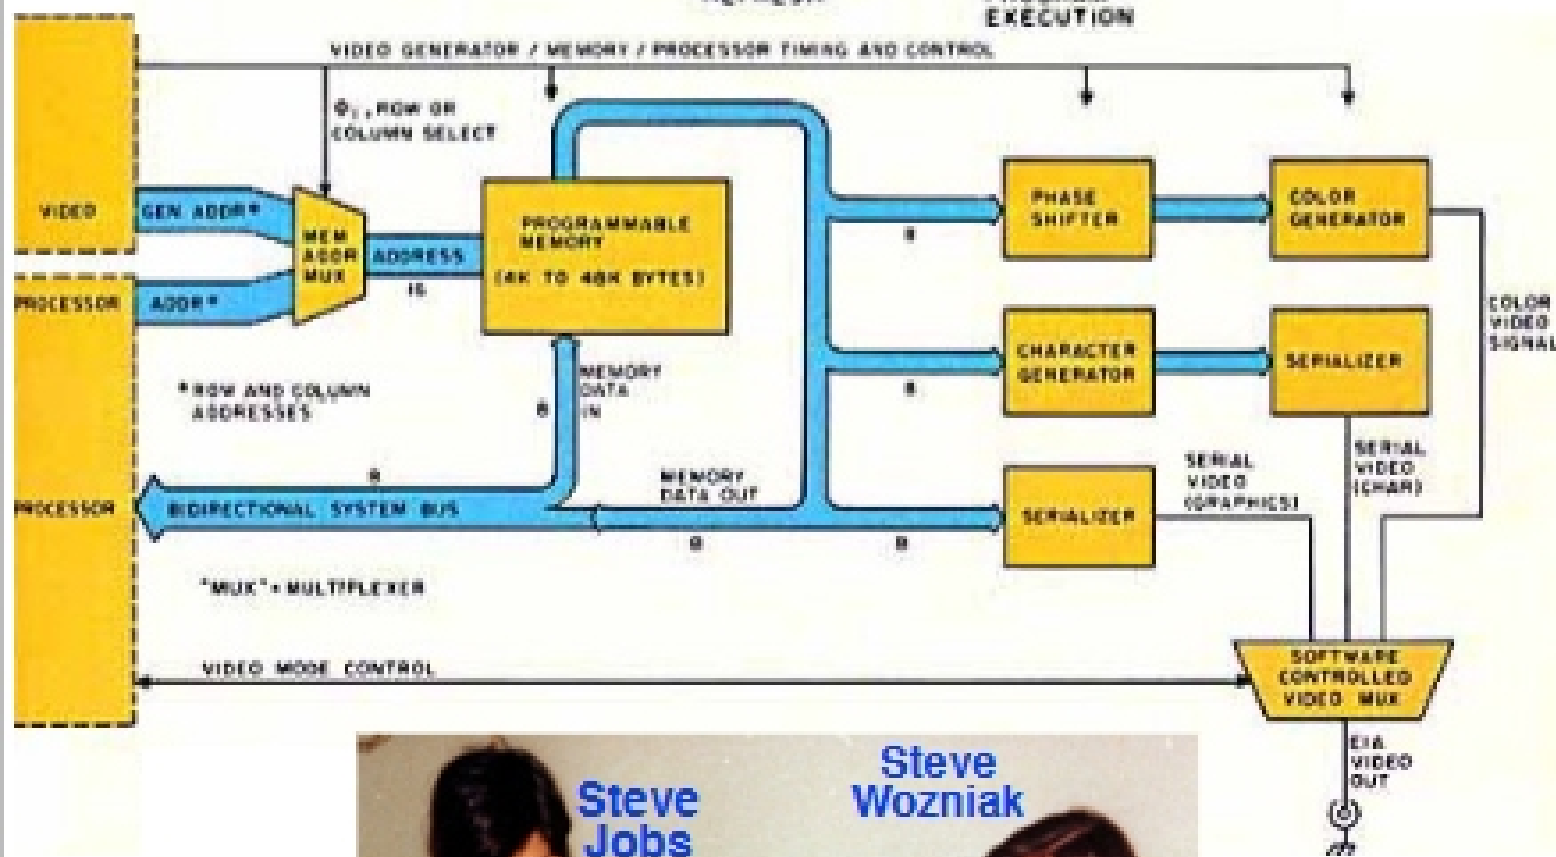 EXECUTION
VIDEO GENERATOR / MEMORY / PROCESSOR TIMING AND CONTROL
ROW OR
COLUMN SELECT
VIDEO
GEN ADDR*
MEM
ADDR
MUX
ADDRESS
16
PROGRAMMABLE
MEMORY
(4K TO 48K BYTES)
PHASE
SHIFTER
COLOR
GENERATOR
8
PROCESSOR
ADDR*
COLOR
VIDEO
SIGNAL
CHARACTER
GENERATOR
SERIALIZER
8
*ROW AND COLUMN
ADDRESSES
MEMORY
DATA
IN
8
8
MEMORY
DATA OUT
SERIAL
VIDEO
(GRAPHICS)
SERIAL
VIDEO
(CHAR)
PROCESSOR
BIDIRECTIONAL SYSTEM BUS
SERIALIZER
8
8
"MUX" = MULTIPLEXER
VIDEO MODE CONTROL
SOFTWARE
CONTROLLED
VIDEO MUX
EIA
VIDEO
OUT
Steve
Jobs
Steve
Wozniak